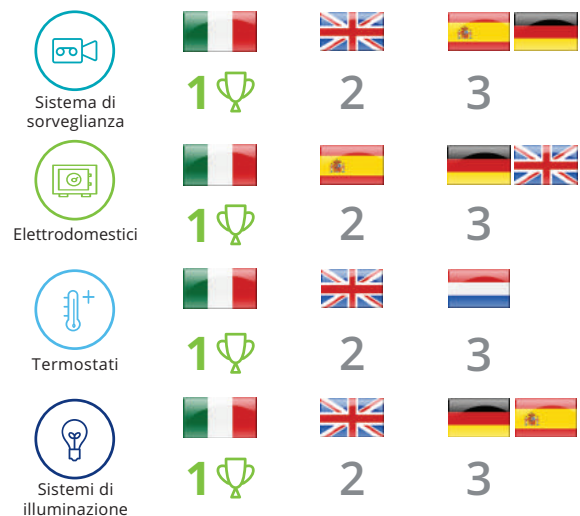 1 2 3
Sistema di
sorveglianza
1 2 3
Elettrodomestici
1 2 3
Termostati
1 2 3
Sistemi di
illuminazione